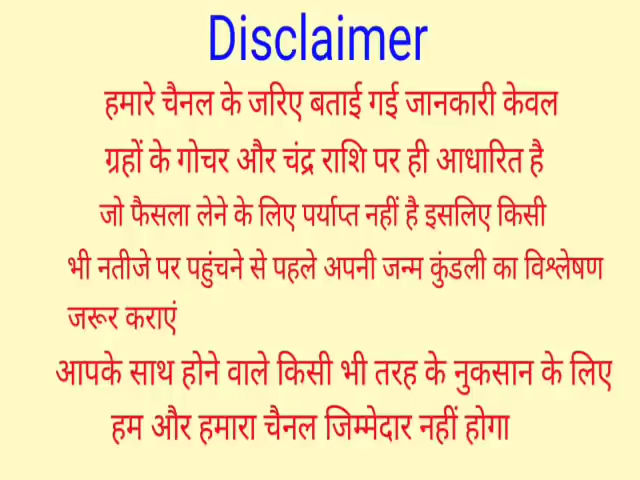 Disclaimer
हमारे चैनल के जरिए बताई गई जानकारी केवल
ग्रहों के गोचर और चंद्र राशि पर ही आधारित है
जो फैसला लेने के लिए पर्याप्त नहीं है इसलिए किसी
भी नतीजे पर पहुंचने से पहले अपनी जन्म कुंडली का विश्लेषण
जरूर कराएं
आपके साथ होने वाले किसी भी तरह के नुकसान के लिए
हम और हमारा चैनल जिम्मेदार नहीं होगा